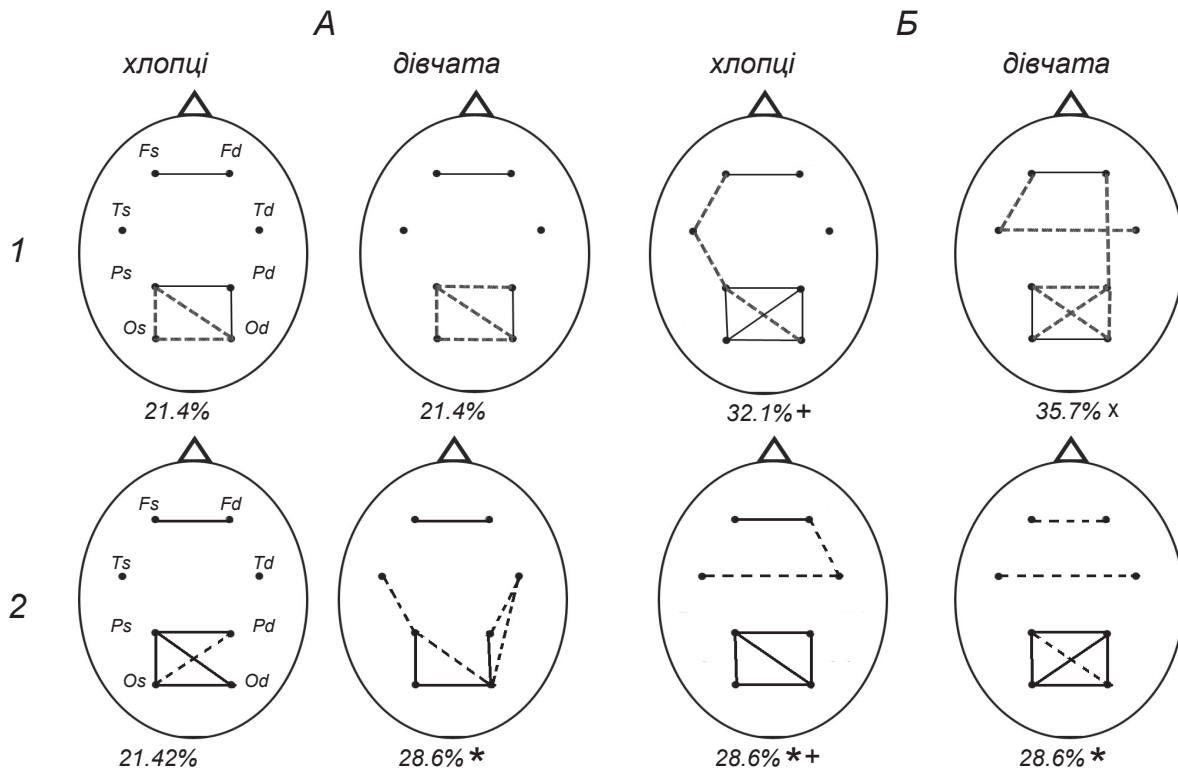 А Б
хлопці дівчата хлопці дівчата
Fs Fd
Ts Td
1
Ps Pd
Os Od
21.4% 21.4% 32.1% + 35.7% x
Fs Fd
Ts Td
2
Ps Pd
Os Od
21.42% 28.6% * 28.6% * + 28.6% *